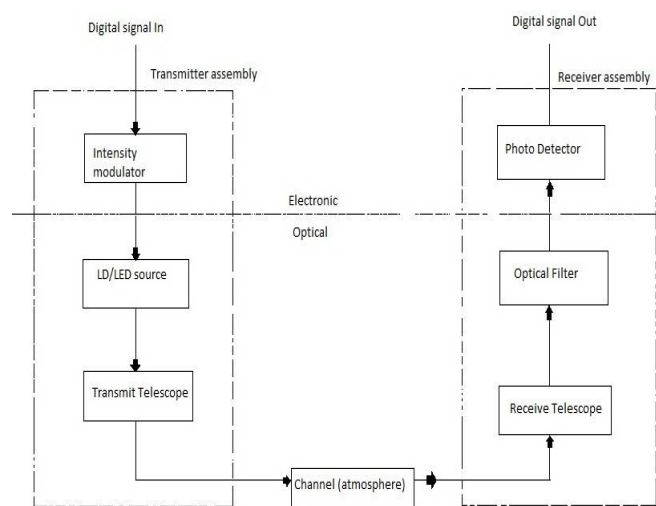 Digital signal In
Digital signal Out
Transmitter assembly
Receiver assembly
Intensity
modulator
Photo Detector
Electronic
Optical
LD/LED source
Optical Filter
Transmit Telescope
Receive Telescope
Channel (atmosphere)